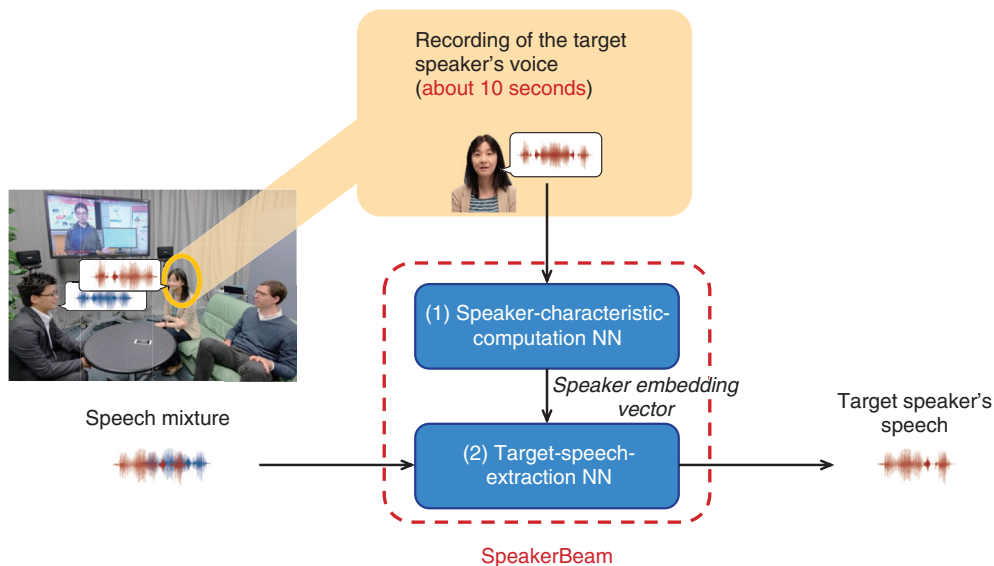 Recording of the target
speaker's voice
(about 10 seconds)
(1) Speaker-characteristic-
computation NN
Speaker embedding
vector
Speech mixture
(2) Target-speech-
extraction NN
Target speaker's
speech
SpeakerBeam